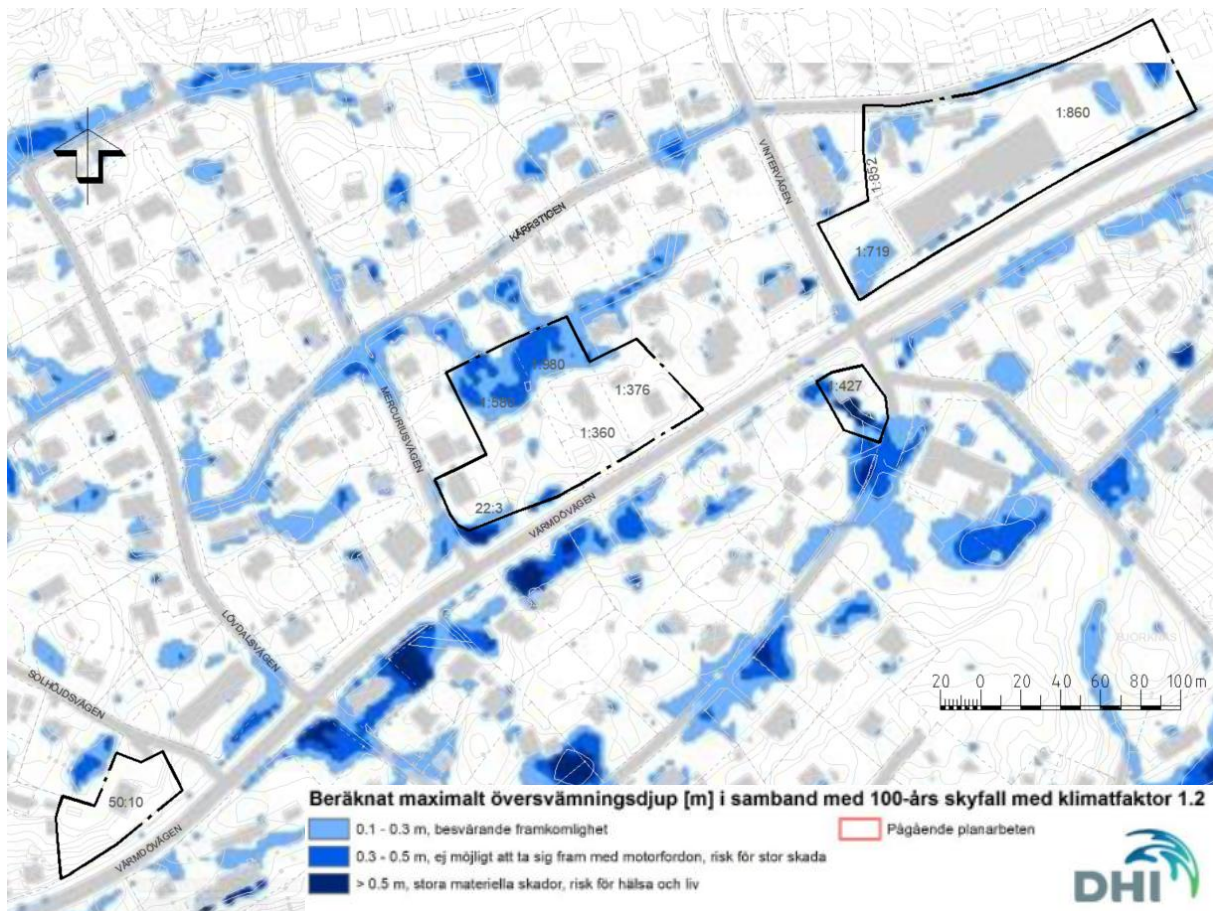 1:860
VINTERVÄGEN
1:852
KÄRRSTIGEN
1:719
1:980
1:376
1:427
MERCURIUSVÄGEN
1:360
22:3
VÄRMDÖVÄGEN
LÖVDALSVÄGEN
BJÖRKNÄS
SOLHÖJDSVÄGEN
20 0 20 40 60 80 100 m
50:10
VÄRMDÖVÄGEN
Beräknat maximalt översvämningsdjup [m] i samband med 100-års skyfall med klimatfaktor 1.2
0.1 - 0.3 m, besvärande framkomlighet
Pågående planarbeten
0.3 - 0.5 m, ej möjligt att ta sig fram med motorfordon, risk för stor skada
> 0.5 m, stora materiella skador, risk för hälsa och liv
DHI